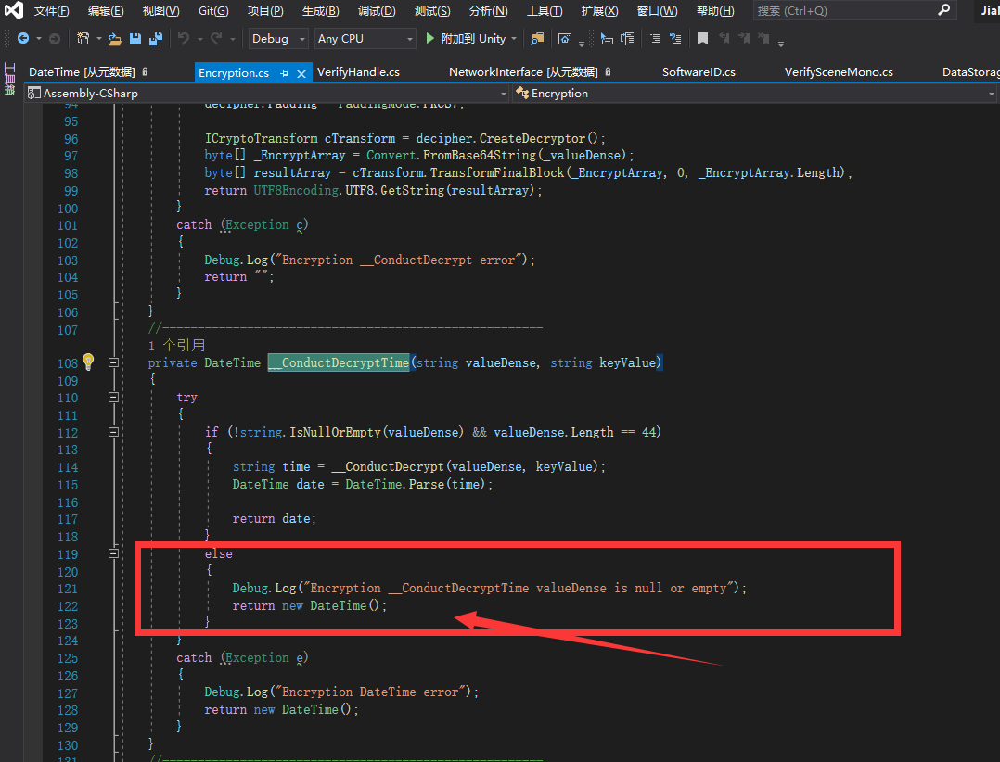 文件(F) 编辑(E) 视图(V) Git(G) 项目(P) 生成(B) 调试(D) 测试(S) 分析(N) 工具(T) 扩展(X) 窗口(W) 帮助(H) 搜索 (Ctrl+Q) Jial
Debug Any CPU 附加到 Unity
工具箱
DateTime [从元数据] Encryption.cs VerifyHandle.cs NetworkInterface [从元数据] SoftwareID.cs VerifySceneMono.cs DataStorag
Assembly-CSharp Encryption
94 decipher.Padding = PaddingMode.PKCS7;
95
96 ICryptoTransform cTransform = decipher.CreateDecryptor();
97 byte[] _EncryptArray = Convert.FromBase64String(_valueDense);
98 byte[] resultArray = cTransform.TransformFinalBlock(_EncryptArray, 0, _EncryptArray.Length);
99 return UTF8Encoding.UTF8.GetString(resultArray);
100 }
101 catch (Exception c)
102 {
103 Debug.Log("Encryption __ConductDecrypt error");
104 return "";
105 }
106 }
107 //------------------------------------------------------
1 个引用
108 private DateTime __ConductDecryptTime(string valueDense, string keyValue)
109 {
110 try
111 {
112 if (!string.IsNullOrEmpty(valueDense) && valueDense.Length == 44)
113 {
114 string time = __ConductDecrypt(valueDense, keyValue);
115 DateTime date = DateTime.Parse(time);
116
117 return date;
118 }
119 else
120 {
121 Debug.Log("Encryption __ConductDecryptTime valueDense is null or empty");
122 return new DateTime();
123 }
124 }
125 catch (Exception e)
126 {
127 Debug.Log("Encryption DateTime error");
128 return new DateTime();
129 }
130 }
131 //------------------------------------------------------